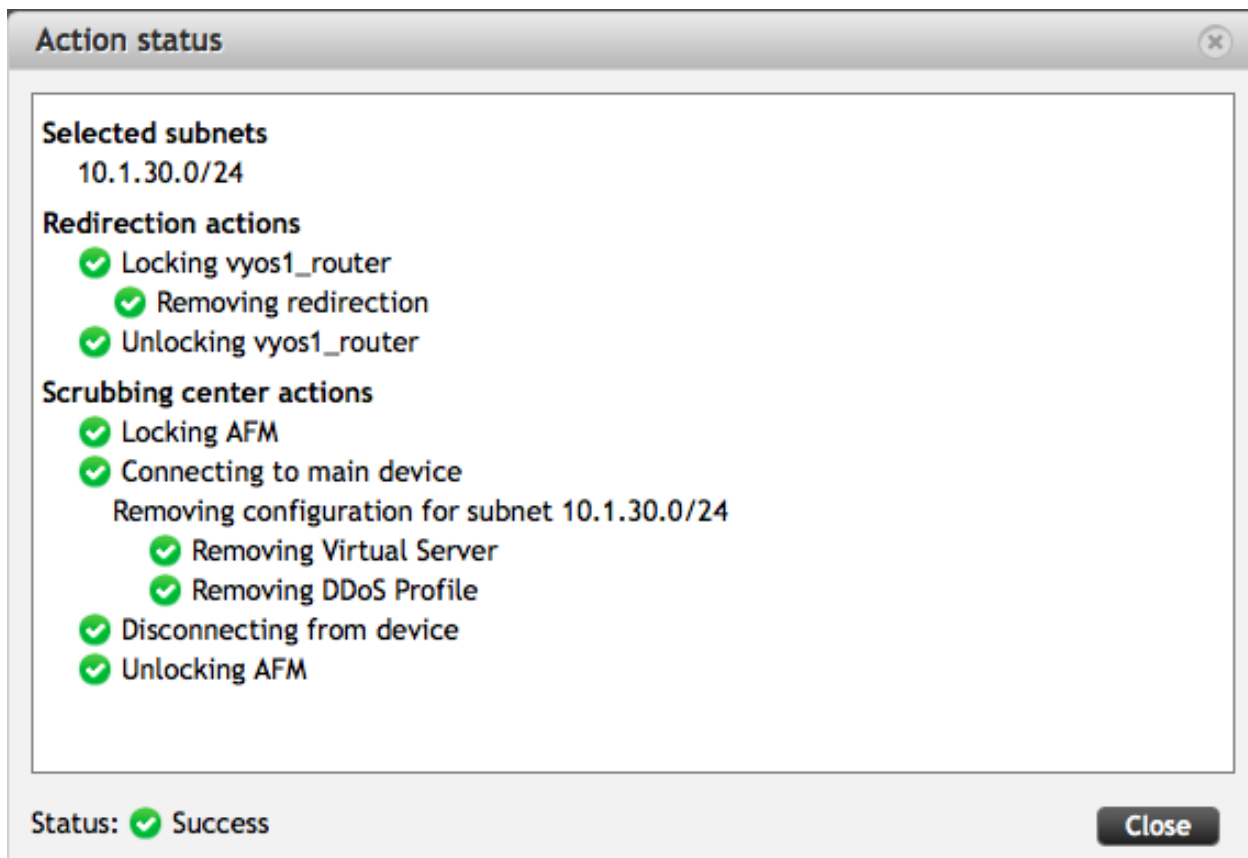 Action status
Selected subnets
10.1.30.0/24
Redirection actions
Locking vyos1_router
Removing redirection
Unlocking vyos1_router
Scrubbing center actions
Locking AFM
Connecting to main device
Removing configuration for subnet 10.1.30.0/24
Removing Virtual Server
Removing DDoS Profile
Disconnecting from device
Unlocking AFM
Status: Success
Close